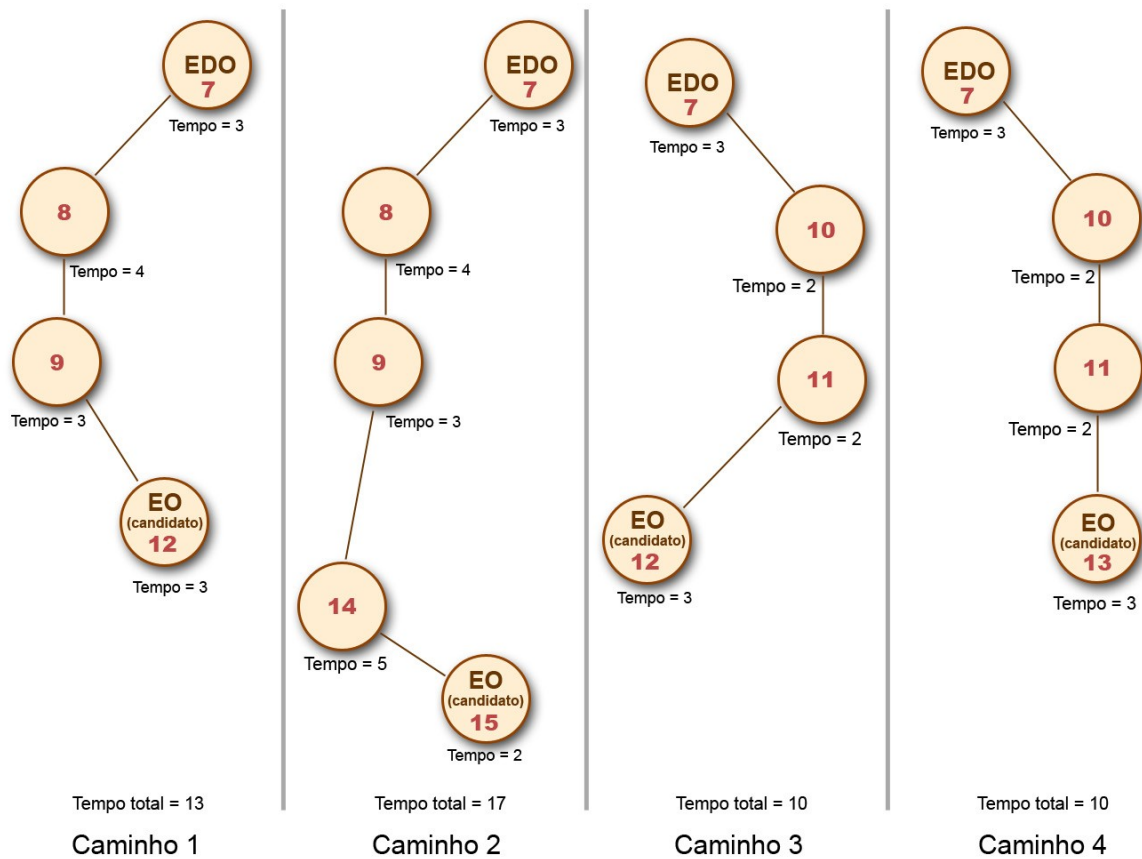 EDO
7
Tempo = 3
8
Tempo = 4
9
Tempo = 3
EO
(candidato)
12
Tempo = 3
Tempo total = 13
Caminho 1
EDO
7
Tempo = 3
8
Tempo = 4
9
Tempo = 3
14
Tempo = 5
EO
(candidato)
15
Tempo = 2
Tempo total = 17
Caminho 2
EDO
7
Tempo = 3
10
Tempo = 2
11
Tempo = 2
EO
(candidato)
12
Tempo = 3
Tempo total = 10
Caminho 3
EDO
7
Tempo = 3
10
Tempo = 2
11
Tempo = 2
EO
(candidato)
13
Tempo = 3
Tempo total = 10
Caminho 4